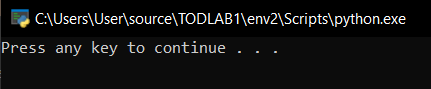 C:\Users\User\source\TODLAB1\env2\Scripts\python.exe
Press any key to continue . . .